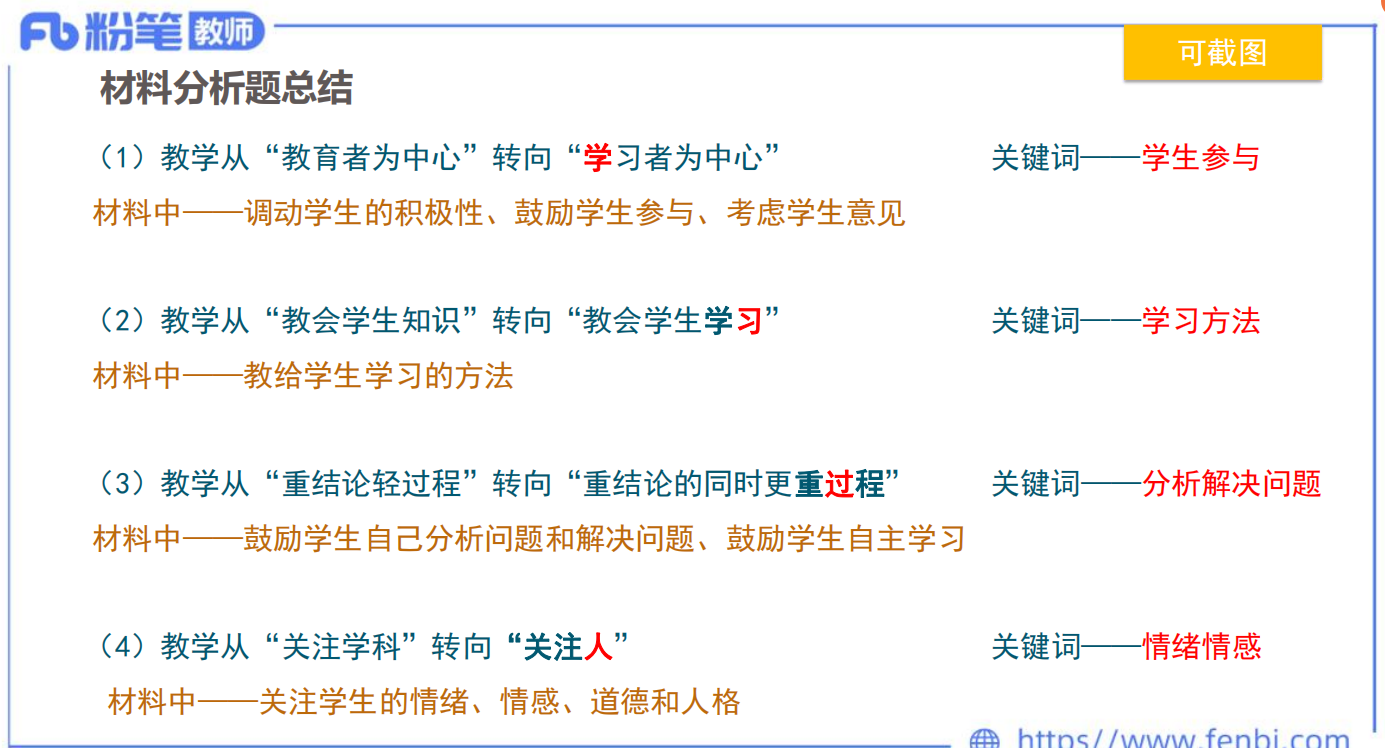 粉笔教师
可截图
材料分析题总结
（1）教学从“教育者为中心”转向“学习者为中心” 关键词——学生参与
材料中——调动学生的积极性、鼓励学生参与、考虑学生意见
（2）教学从“教会学生知识”转向“教会学生学习” 关键词——学习方法
材料中——教给学生学习的方法
（3）教学从“重结论轻过程”转向“重结论的同时更重过程” 关键词——分析解决问题
材料中——鼓励学生自己分析问题和解决问题、鼓励学生自主学习
（4）教学从“关注学科”转向“关注人” 关键词——情绪情感
材料中——关注学生的情绪、情感、道德和人格
https//www.fenbi.com